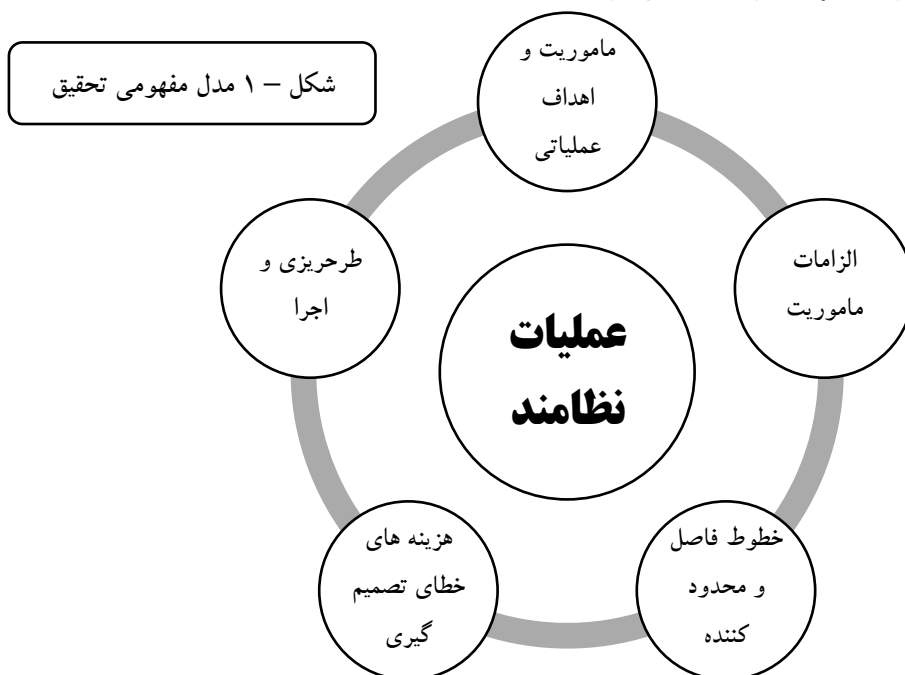 شکل – ۱ مدل مفهومی تحقیق
ماموریت و
اهداف
عملیاتی
الزامات
ماموریت
خطوط فاصل
و محدود
کننده
هزینه های
خطای تصمیم
گیری
طرحریزی و
اجرا
عملیات
نظامند